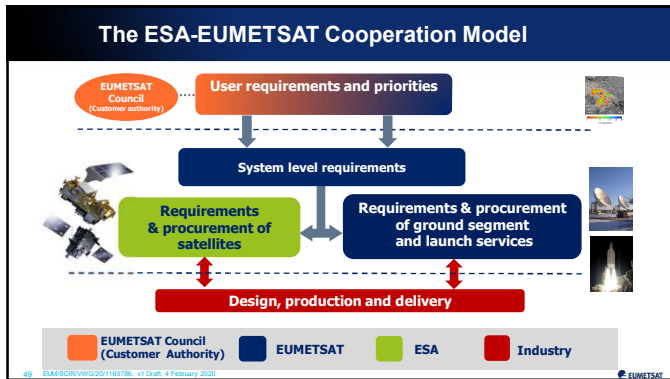 The ESA-EUMETSAT Cooperation Model
EUMETSAT
Council
(Customer authority)
User requirements and priorities
System level requirements
Requirements
& procurement of
satellites
Requirements & procurement
of ground segment
and launch services
Design, production and delivery
EUMETSAT Council
(Customer Authority)
EUMETSAT
ESA
Industry
49 EUM/SCIR/VWG/20/1163786, v1 Draft, 4 February 2020
EUMETSAT